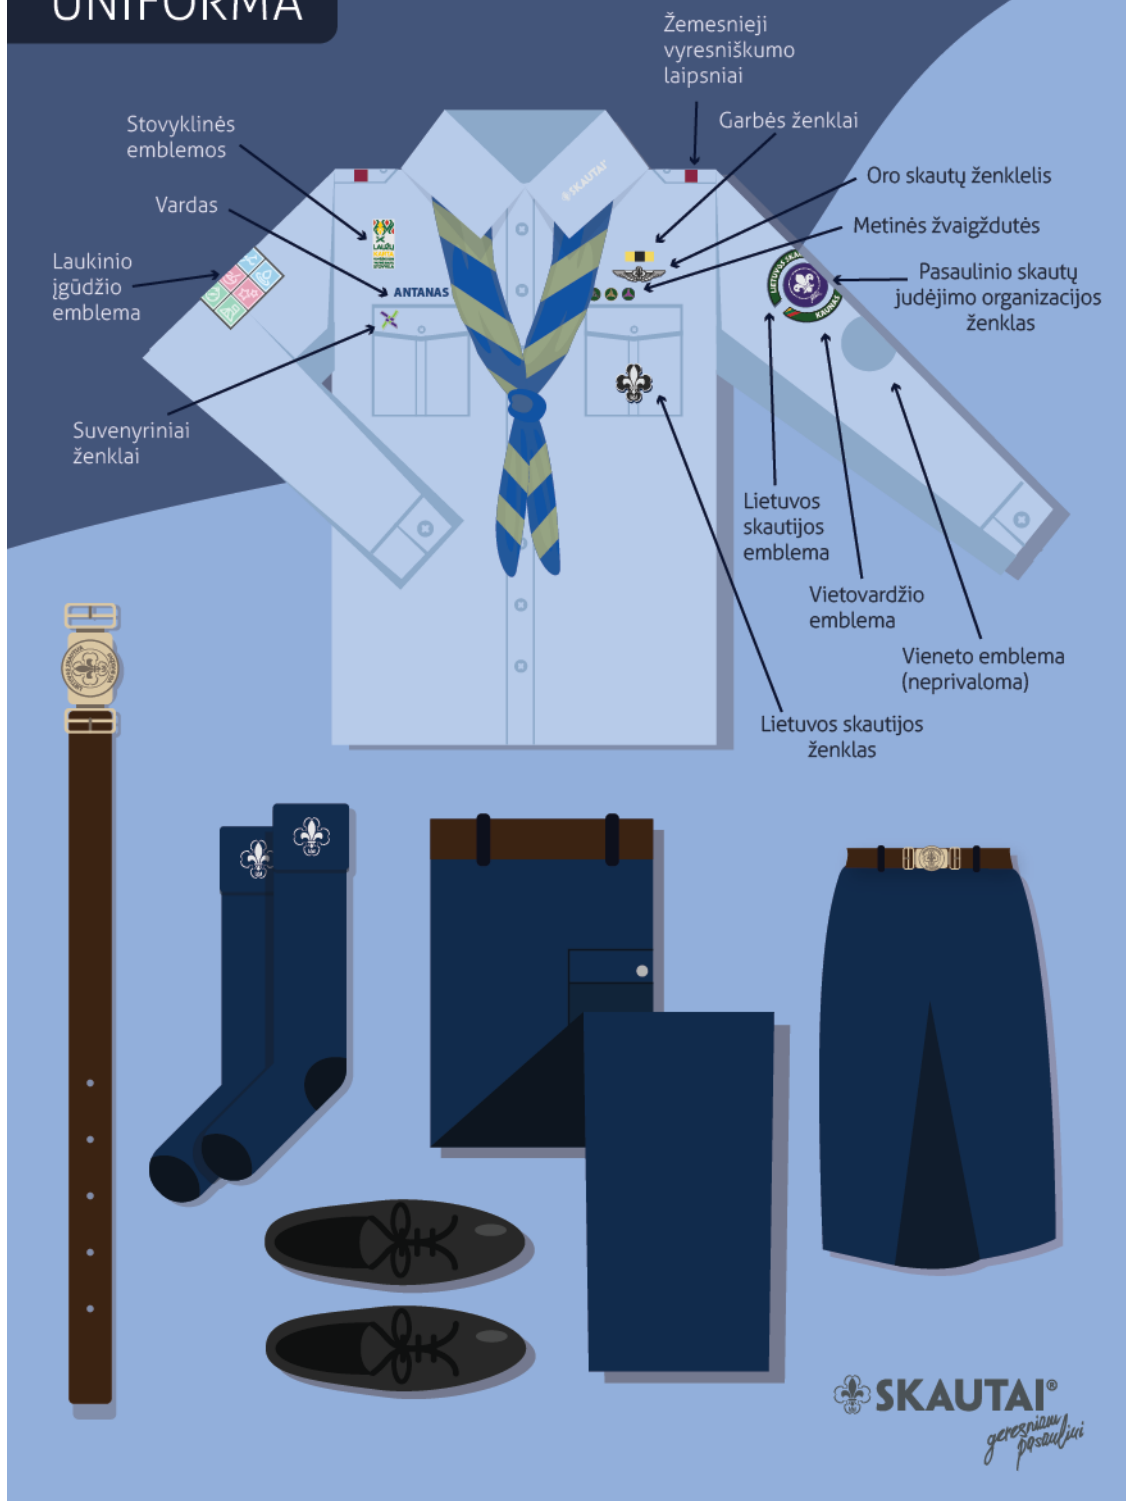 UNIFORMA
Žemesnieji
vyresniškumo
laipsniai
Stovyklinės
emblemos
Garbės ženklai
Oro skautų ženklelis
Vardas
Metinės žvaigždutės
Laukinio
įgūdžio
emblema
Pasaulinio skautų
judėjimo organizacijos
ženklas
SKAUTAI
LAUŽŲ
ANTANAS
LIETUVOS SKA
KAUNAS
Suvenyriniai
ženklai
Lietuvos
skautijos
emblema
Vietovardžio
emblema
Vieneto emblema
(neprivaloma)
Lietuvos skautijos
ženklas
SKAUTAI®
geresniam
pasauliui